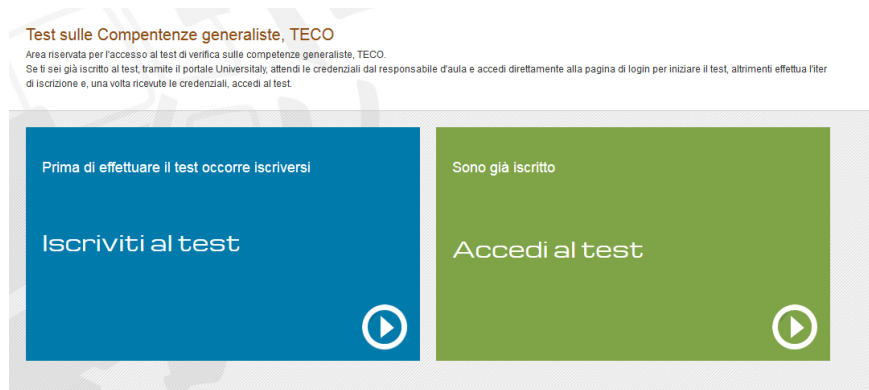 Test sulle Compentenze generaliste, TECO
Area riservata per l'accesso al test di verifica sulle competenze generaliste, TECO.
Se ti sei già iscritto al test, tramite il portale Universitaly, attendi le credenziali dal responsabile d'aula e accedi direttamente alla pagina di login per iniziare il test, altrimenti effettua l'iter
di iscrizione e, una volta ricevute le credenziali, accedi al test.
Prima di effettuare il test occorre iscriversi
Iscriviti al test
Sono già iscritto
Accedi al test